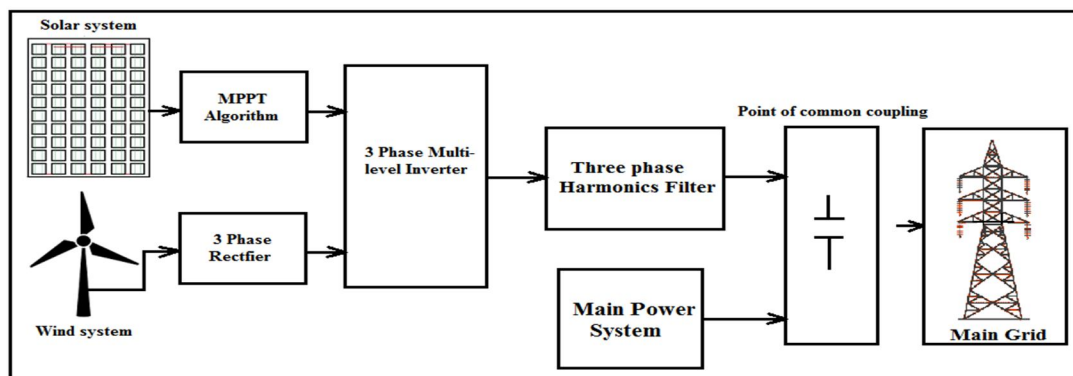 Solar system
MPPT
Algorithm
3 Phase Multi-
level Inverter
Three phase
Harmonics Filter
Point of common coupling
3 Phase
Rectfier
Wind system
Main Power
System
Main Grid